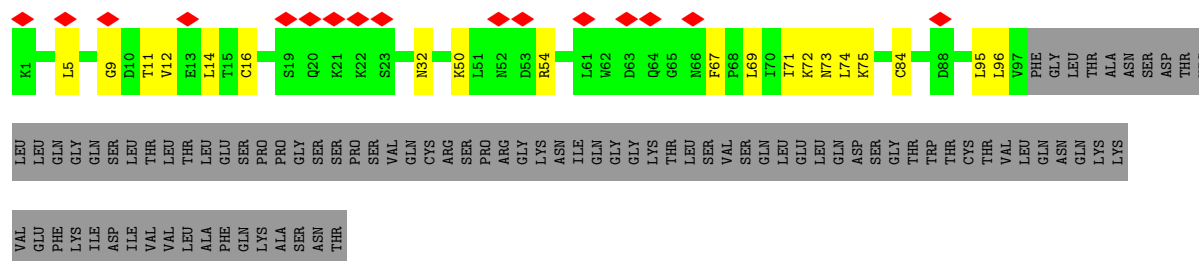 K1 L5 G9 D10 T11 V12 E13 L14 T15 C16 S19 Q20 K21 K22 S23 N32 K50 L51 N52 D53 R54 L61 W62 D63 Q64 G65 N66 F67 P68 L69 I70 I71 K72 N73 L74 K75 C84 D88 L95 L96 V97 PHE GLY LEU THR ALA ASN SER ASP THR
LEU LEU GLN GLY GLN SER LEU THR LEU THR LEU GLU SER PRO PRO GLY SER SER PRO SER VAL GLN CYS ARG SER PRO ARG GLY LYS ASN ILE GLN GLY GLY LYS THR LEU SER VAL SER GLN LEU GLU LEU GLN ASP SER GLY THR TRP THR CYS THR VAL LEU GLN ASN GLN LYS LYS
VAL GLU PHE LYS ILE ASP ILE VAL VAL LEU ALA PHE GLN LYS ALA SER ASN THR